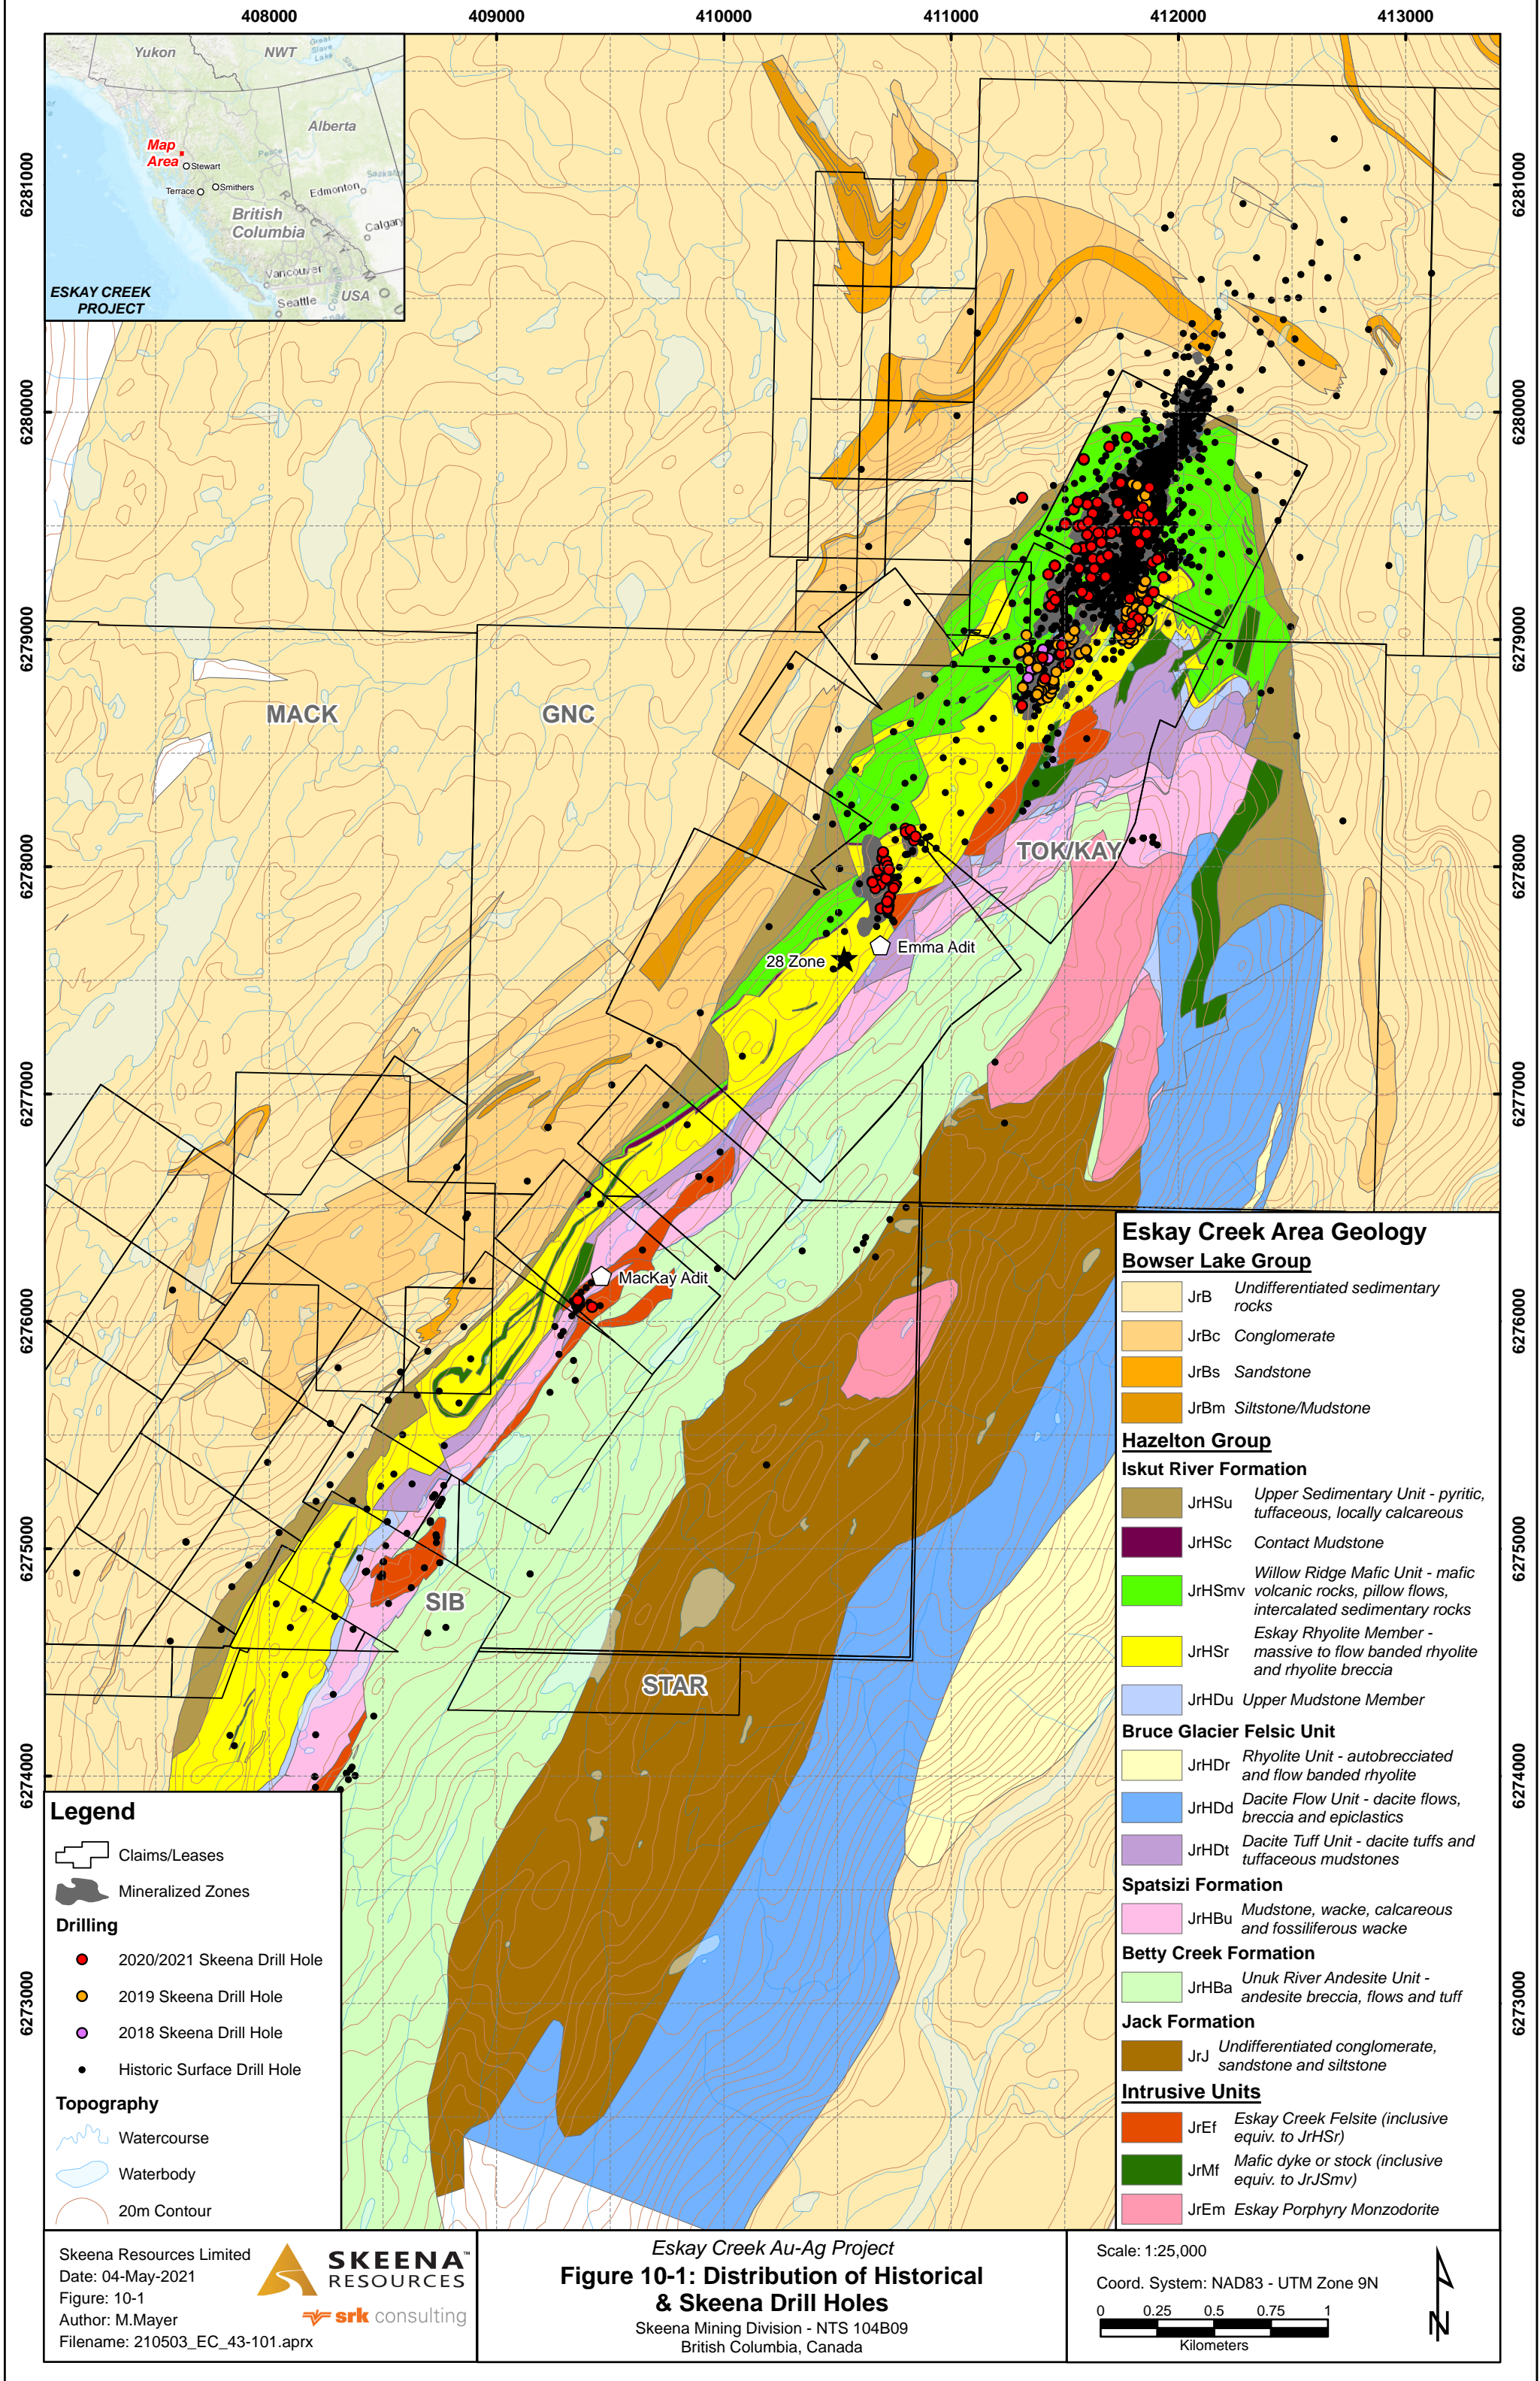 408000 409000 410000 411000 412000 413000
Yukon
NWT
Great
Slave
Lake
Alberta
Map
Area
Stewart
Peace
Terrace
Smithers
Edmonton
British
Columbia
Calgary
Vancouver
Seattle
USA
ESKAY CREEK
PROJECT
6281000
6281000
6280000
6280000
6279000
6279000
MACK
GNC
6278000
TOK/KAY
6278000
Emma Adit
28 Zone
6277000
6277000
MacKay Adit
6276000
6276000
6275000
6275000
SIB
STAR
6274000
6274000
6273000
6273000
Eskay Creek Area Geology
Bowser Lake Group
JrB Undifferentiated sedimentary
rocks
JrBc Conglomerate
JrBs Sandstone
JrBm Siltstone/Mudstone
Hazelton Group
Iskut River Formation
JrHSu Upper Sedimentary Unit - pyritic,
tuffaceous, locally calcareous
JrHSc Contact Mudstone
JrHSmv Willow Ridge Mafic Unit - mafic
volcanic rocks, pillow flows,
intercalated sedimentary rocks
JrHSr Eskay Rhyolite Member -
massive to flow banded rhyolite
and rhyolite breccia
JrHDu Upper Mudstone Member
Bruce Glacier Felsic Unit
JrHDr Rhyolite Unit - autobrecciated
and flow banded rhyolite
JrHDd Dacite Flow Unit - dacite flows,
breccia and epiclastics
JrHDt Dacite Tuff Unit - dacite tuffs and
tuffaceous mudstones
Spatsizi Formation
JrHBu Mudstone, wacke, calcareous
and fossiliferous wacke
Betty Creek Formation
JrHBa Unuk River Andesite Unit -
andesite breccia, flows and tuff
Jack Formation
JrJ Undifferentiated conglomerate,
sandstone and siltstone
Intrusive Units
JrEf Eskay Creek Felsite (inclusive
equiv. to JrHSr)
JrMf Mafic dyke or stock (inclusive
equiv. to JrJSmv)
JrEm Eskay Porphyry Monzodorite
Legend
Claims/Leases
Mineralized Zones
Drilling
2020/2021 Skeena Drill Hole
2019 Skeena Drill Hole
2018 Skeena Drill Hole
Historic Surface Drill Hole
Topography
Watercourse
Waterbody
20m Contour
Skeena Resources Limited
Date: 04-May-2021
Figure: 10-1
Author: M.Mayer
Filename: 210503_EC_43-101.aprx
SKEENA™
RESOURCES
srk consulting
Eskay Creek Au-Ag Project
Figure 10-1: Distribution of Historical
& Skeena Drill Holes
Skeena Mining Division - NTS 104B09
British Columbia, Canada
Scale: 1:25,000
Coord. System: NAD83 - UTM Zone 9N
0 0.25 0.5 0.75 1
Kilometers
N